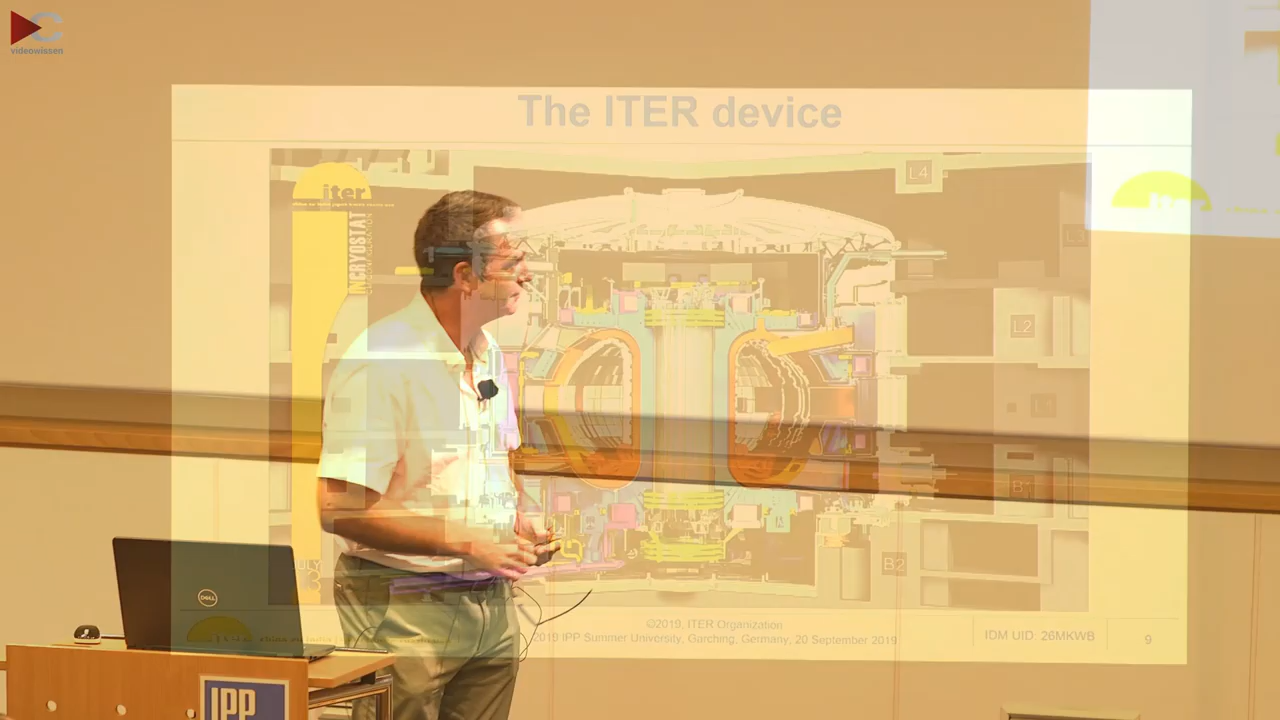 videowissen
The ITER device
iter
CRYOSTAT
L4
L2
B1
B2
DELL
©2019, ITER Organization
2019 IPP Summer University, Garching, Germany, 20 September 2019
IDM UID: 26MKWB
9
IPP